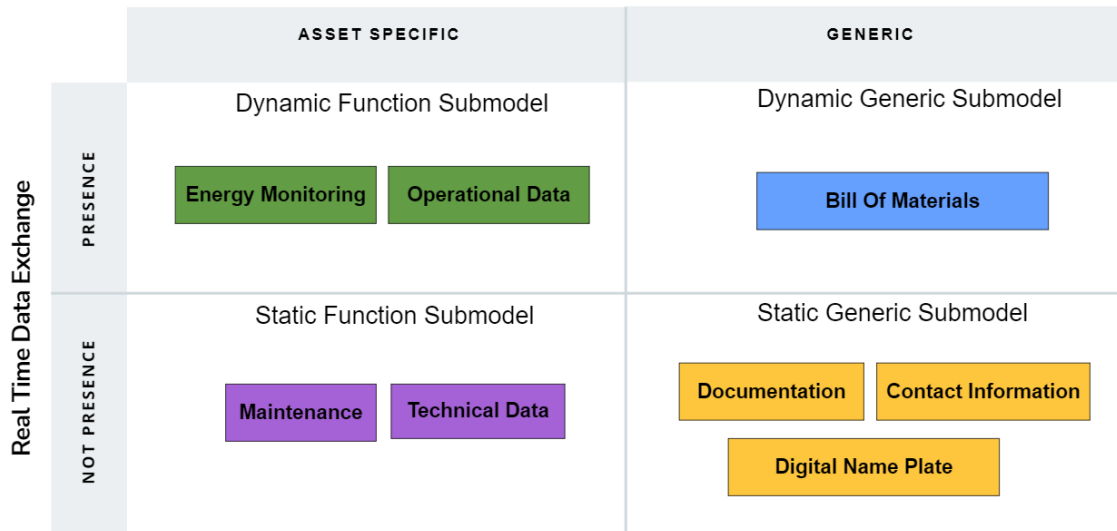 ASSET SPECIFIC
GENERIC
Real Time Data Exchange
PRESENCE
Dynamic Function Submodel
Energy Monitoring
Operational Data
Dynamic Generic Submodel
Bill Of Materials
NOT PRESENCE
Static Function Submodel
Maintenance
Technical Data
Static Generic Submodel
Documentation
Contact Information
Digital Name Plate